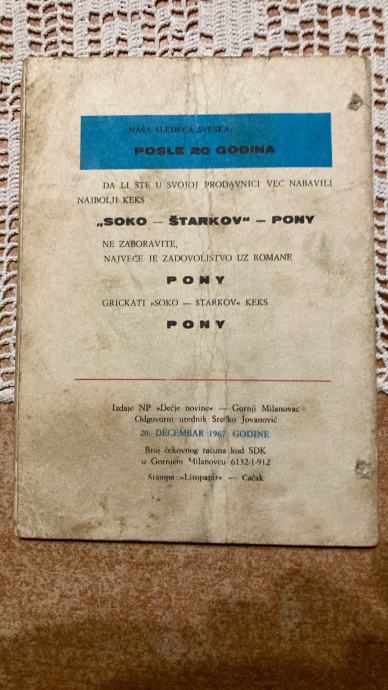 NAŠA SLEDEĆA SVESKA:
POSLE 20 GODINA
DA LI STE U SVOJOJ PRODAVNICI VEĆ NABAVILI
NAJBOLJI KEKS
„SOKO — ŠTARKOV“ — PONY
NE ZABORAVITE,
NAJVEĆE JE ZADOVOLJSTVO UZ ROMANE
PONY
GRICKATI »SOKO — ŠTARKOV« KEKS
PONY
Izdaje NP »Dečje novine« — Gornji Milanovac
Odgovorni urednik Srećko Jovanović
20. DECEMBAR 1967. GODINE
Broj čekovnog računa kod SDK
u Gornjem Milanovcu 6132-1-912
Štampa: »Litopapir« — Čačak